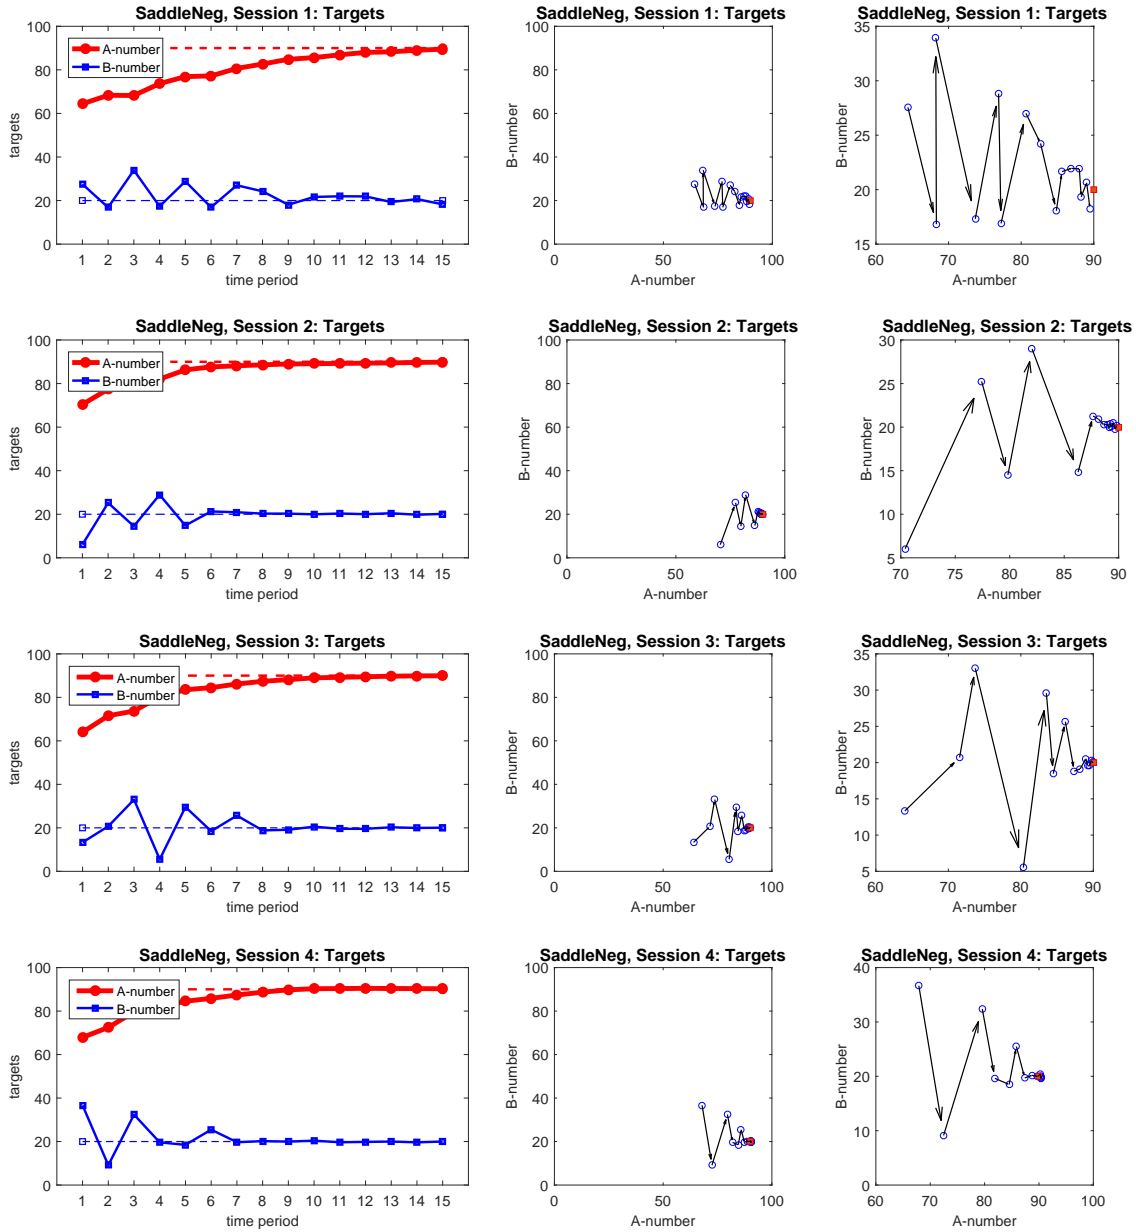 SaddleNeg, Session 1: Targets
100
80
60
40
20
0
targets
A-number
B-number
1 2 3 4 5 6 7 8 9 10 11 12 13 14 15
time period
SaddleNeg, Session 1: Targets
100
80
60
40
20
0
B-number
0 50 100
A-number
SaddleNeg, Session 1: Targets
35
30
25
20
15
B-number
60 70 80 90
A-number
SaddleNeg, Session 2: Targets
100
80
60
40
20
0
targets
A-number
B-number
1 2 3 4 5 6 7 8 9 10 11 12 13 14 15
time period
SaddleNeg, Session 2: Targets
100
80
60
40
20
0
B-number
0 50 100
A-number
SaddleNeg, Session 2: Targets
30
25
20
15
10
5
B-number
70 75 80 85 90
A-number
SaddleNeg, Session 3: Targets
100
80
60
40
20
0
targets
A-number
B-number
1 2 3 4 5 6 7 8 9 10 11 12 13 14 15
time period
SaddleNeg, Session 3: Targets
100
80
60
40
20
0
B-number
0 50 100
A-number
SaddleNeg, Session 3: Targets
35
30
25
20
15
10
5
B-number
60 70 80 90
A-number
SaddleNeg, Session 4: Targets
100
80
60
40
20
0
targets
A-number
B-number
1 2 3 4 5 6 7 8 9 10 11 12 13 14 15
time period
SaddleNeg, Session 4: Targets
100
80
60
40
20
0
B-number
0 50 100
A-number
SaddleNeg, Session 4: Targets
40
30
20
10
0
B-number
60 70 80 90 100
A-number